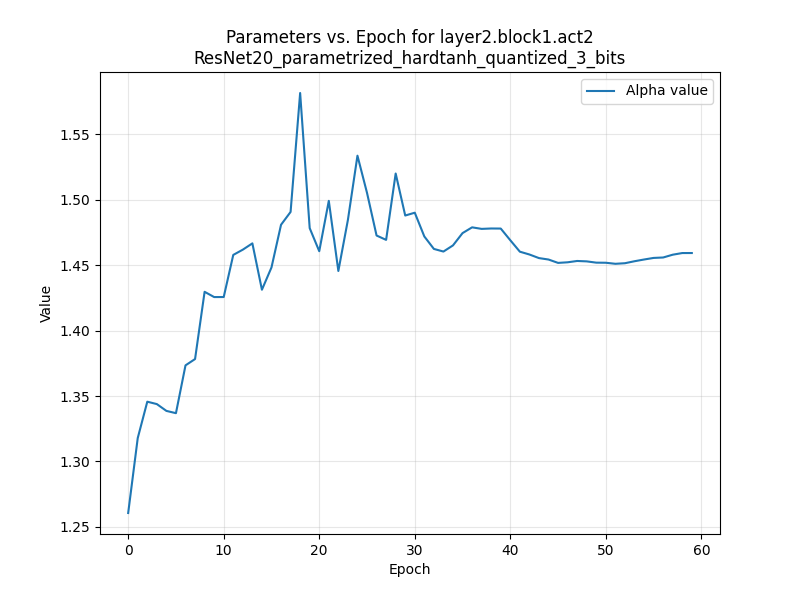 Parameters vs. Epoch for layer2.block1.act2
ResNet20_parametrized_hardtanh_quantized_3_bits
Alpha value
1.55
1.50
1.45
1.40
1.35
1.30
1.25
Value
0 10 20 30 40 50 60
Epoch